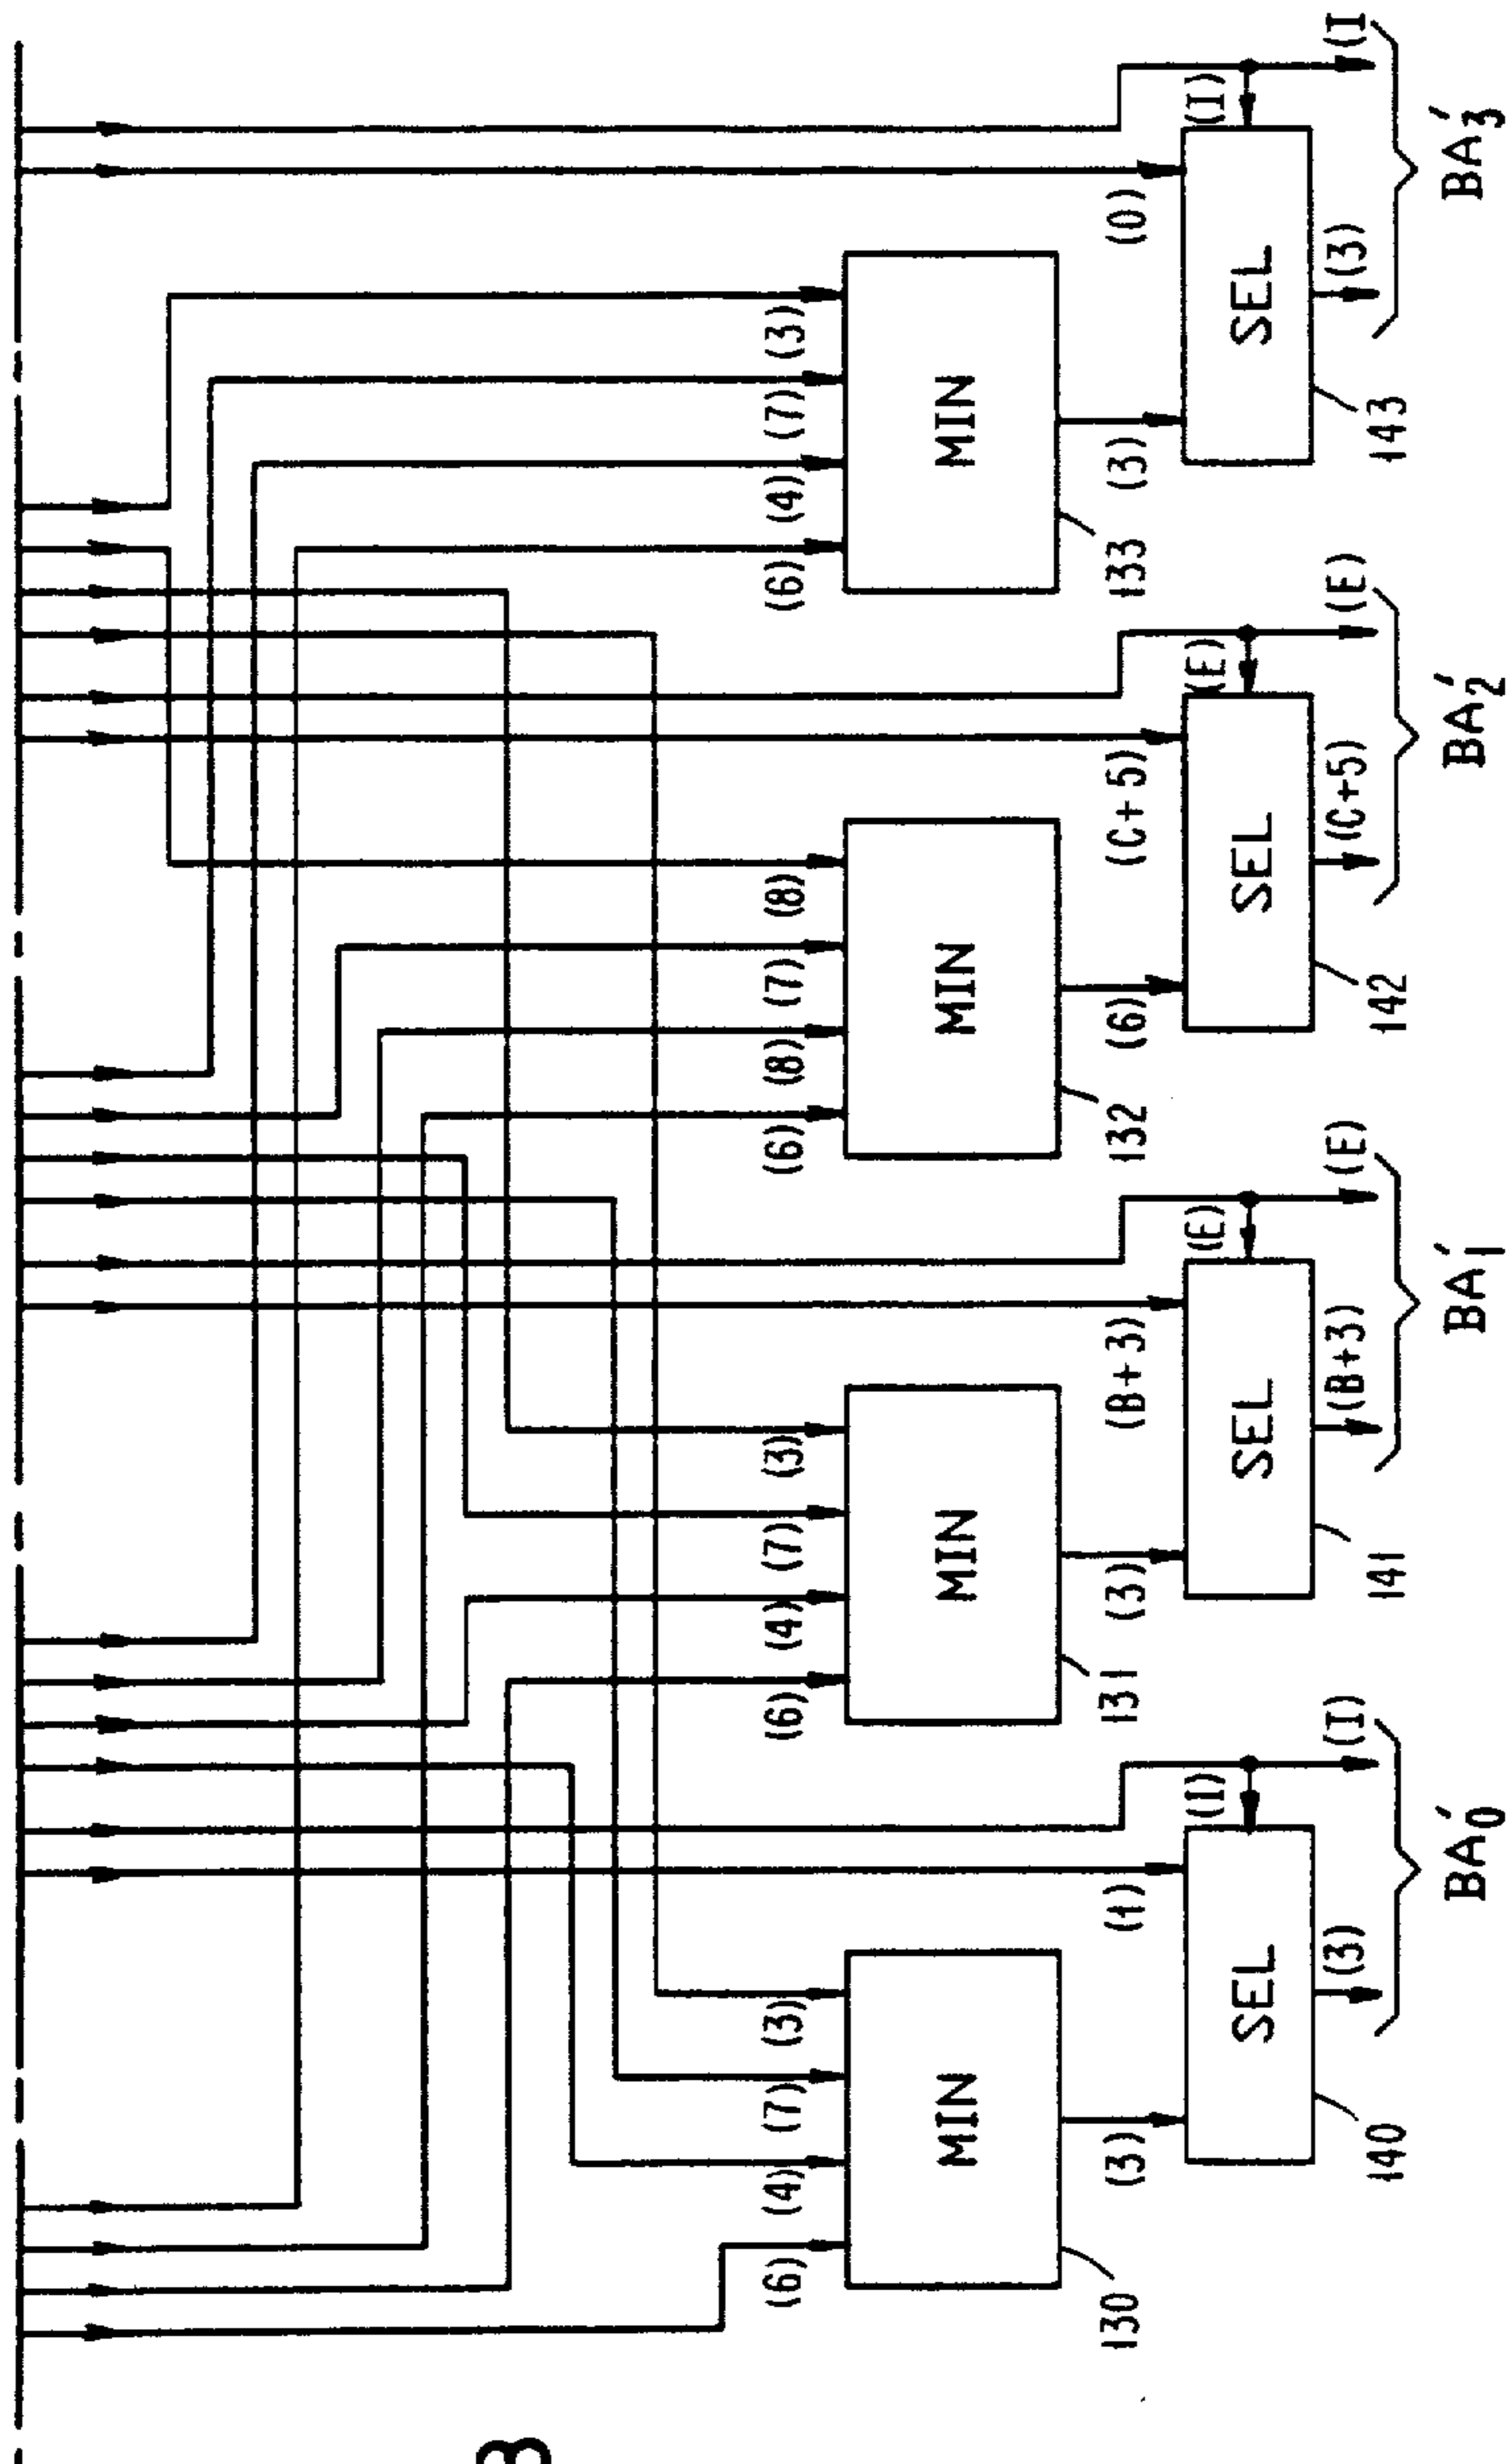 (6) (4) (7) (3) (6) (4) (7) (3) (6) (8) (7) (8) (6) (4) (7) (3)
MIN MIN MIN MIN
130 131 132 133
(3) (1) (3) (B+3) (6) (C+5) (3) (0)
(I) (E) (E) (I)
SEL SEL SEL SEL
140 141 142 143
(3) (I) (B+3) (E) (C+5) (E) (3) (I
BA'0 BA'1 BA'2 BA'3
8